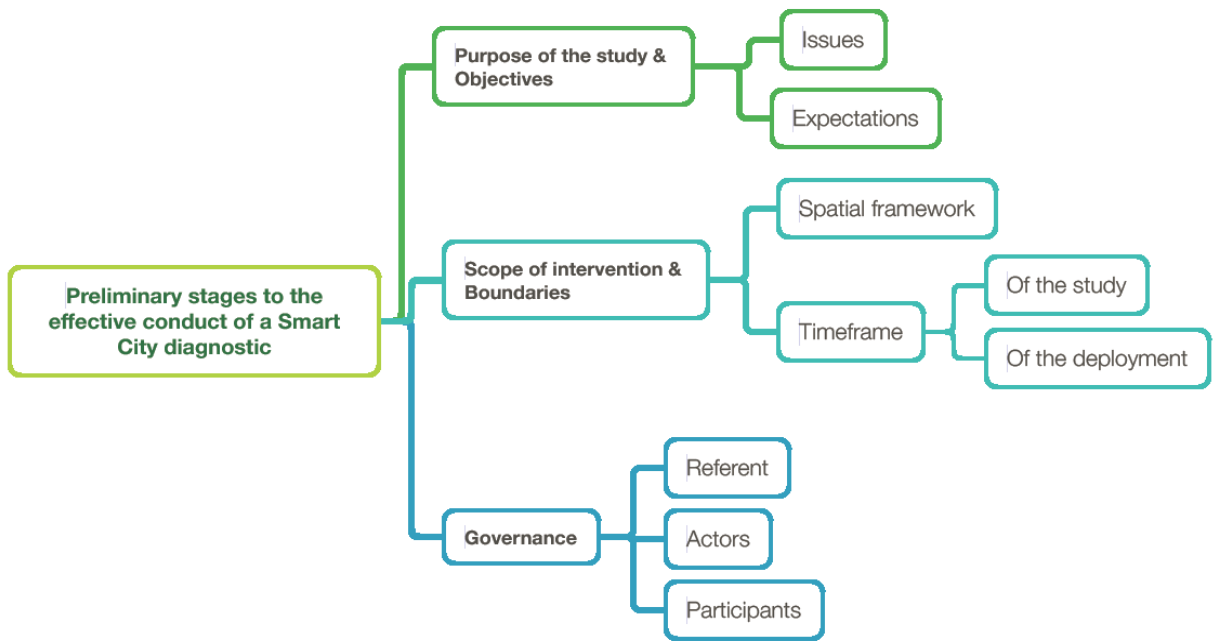 Purpose of the study &
Objectives
Issues
Expectations
Preliminary stages to the
effective conduct of a Smart
City diagnostic
Scope of intervention &
Boundaries
Spatial framework
Timeframe
Of the study
Of the deployment
Governance
Referent
Actors
Participants